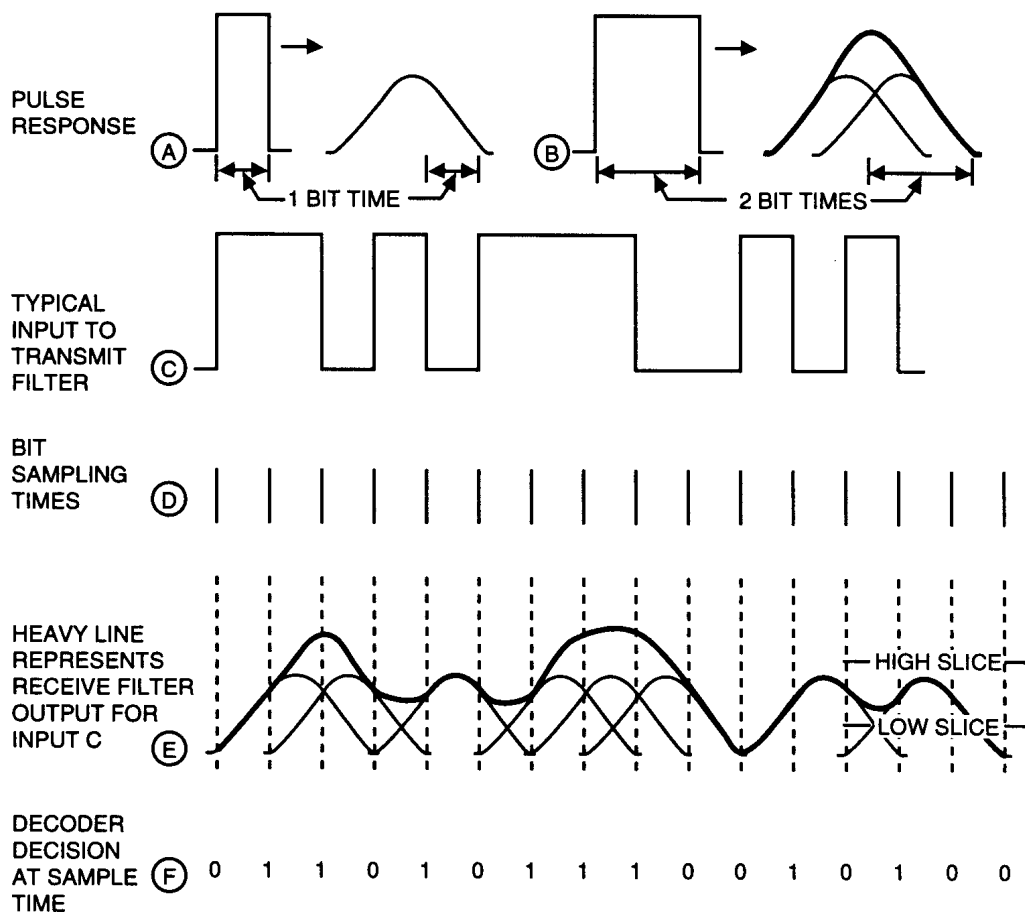 PULSE
RESPONSE
A
B
1 BIT TIME
2 BIT TIMES
TYPICAL
INPUT TO
TRANSMIT
FILTER
C
BIT
SAMPLING
TIMES
D
HEAVY LINE
REPRESENTS
RECEIVE FILTER
OUTPUT FOR
INPUT C
E
HIGH SLICE
LOW SLICE
DECODER
DECISION
AT SAMPLE
TIME
F
0 1 1 0 1 0 1 1 1 0 0 1 0 1 0 0